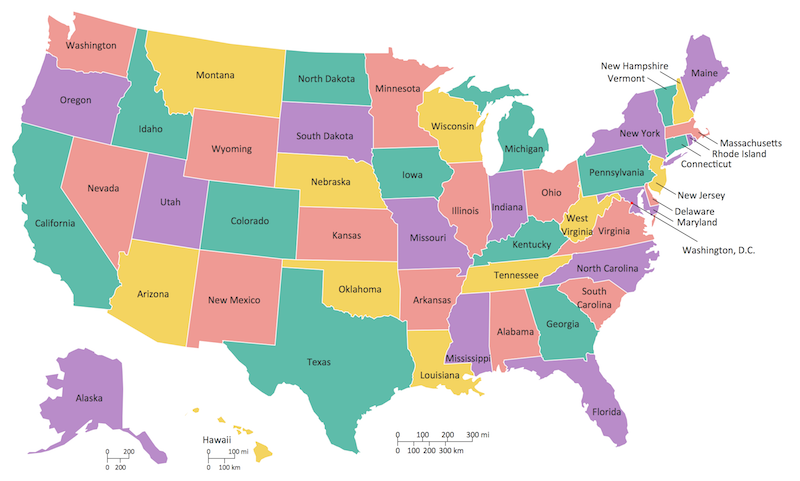 Washington
Montana
North Dakota
Minnesota
New Hampshire
Vermont
Maine
Oregon
Idaho
Wyoming
South Dakota
Wisconsin
Michigan
New York
Massachusetts
Rhode Island
Connecticut
Nevada
Utah
Colorado
Nebraska
Iowa
Illinois
Indiana
Ohio
Pennsylvania
New Jersey
Delaware
Maryland
Washington, D.C.
California
Kansas
Missouri
Kentucky
West
Virginia
Virginia
Arizona
New Mexico
Oklahoma
Arkansas
Tennessee
North Carolina
South
Carolina
Texas
Louisiana
Mississippi
Alabama
Georgia
Florida
Alaska
0 200
0 200
Hawaii
0 100 mi
0 100 km
0 100 200 300 mi
0 100 200 300 km